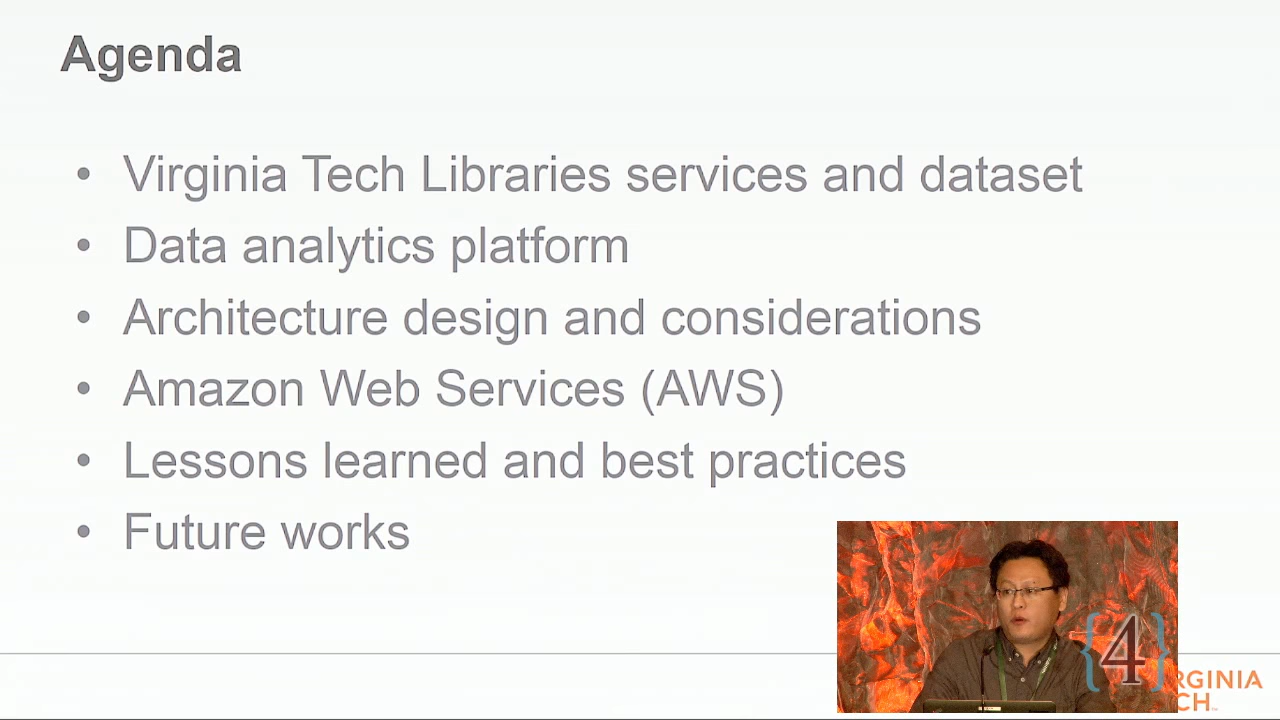 Agenda
• Virginia Tech Libraries services and dataset
• Data analytics platform
• Architecture design and considerations
• Amazon Web Services (AWS)
• Lessons learned and best practices
• Future works
{4}
RGINIA
CH™